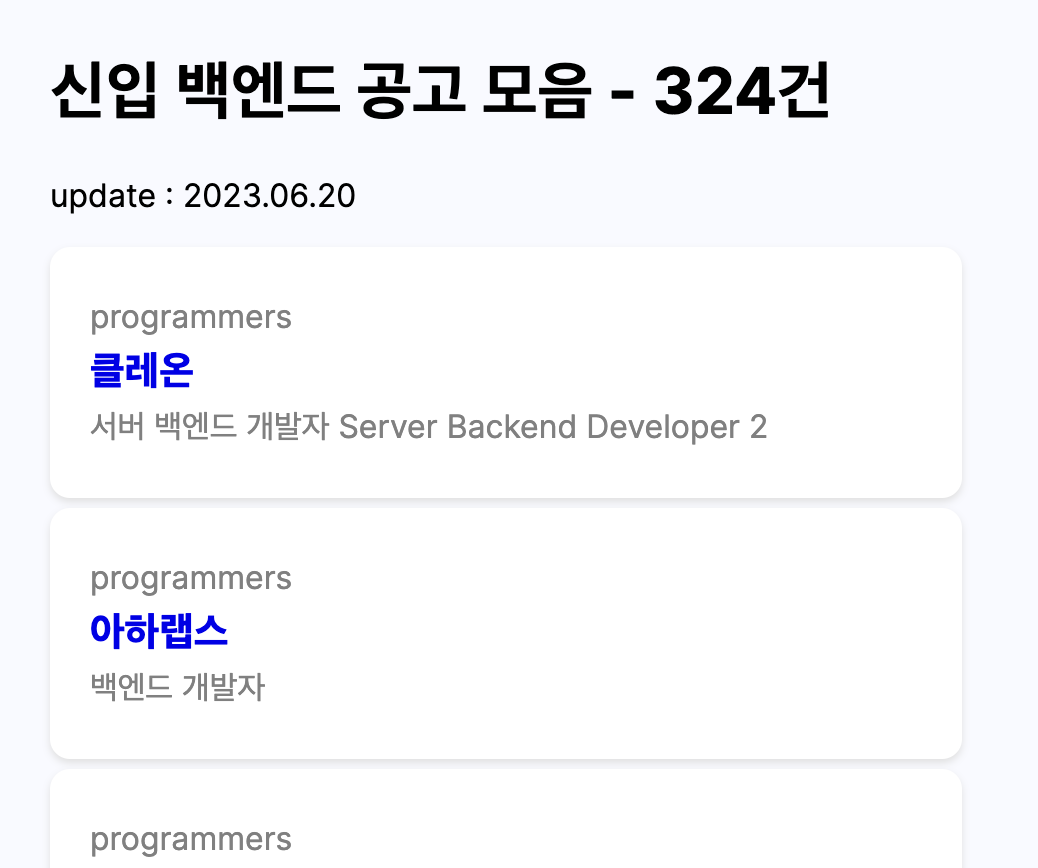 신입 백엔드 공고 모음 - 324건
update : 2023.06.20
programmers
클레온
서버 백엔드 개발자 Server Backend Developer 2
programmers
아하랩스
백엔드 개발자
programmers